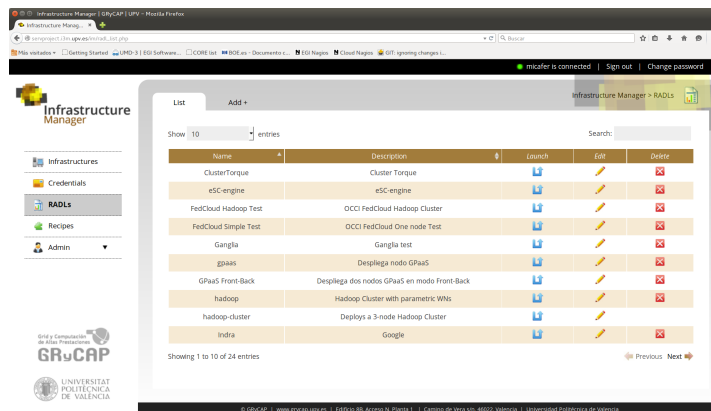 Infrastructure Manager | GRyCAP | UPV - Mozilla Firefox
Infrastructure Manag... ×
servproject.i3m.upv.es/im/radl_list.php
Buscar
Más visitados Getting Started UMD-3 | EGI Software... CORE list BOE.es - Documento c... EGI Nagios Cloud Nagios GIT: ignoring changes i...
micafer is connected | Sign out | Change password
Infrastructure
Manager
List Add +
Infrastructure Manager > RADLs
Show 10 entries
Search:
Infrastructures
Credentials
RADLs
Recipes
Admin
Name Description Launch Edit Delete
ClusterTorque Cluster Torque
eSC-engine eSC-engine
FedCloud Hadoop Test OCCI FedCloud Hadoop Cluster
FedCloud Simple Test OCCI FedCloud One node Test
Ganglia Ganglia test
gpaas Despliega nodo GPaaS
GPaaS Front-Back Despliega dos nodos GPaaS en modo Front-Back
hadoop Hadoop Cluster with parametric WNs
hadoop-cluster Deploys a 3-node Hadoop Cluster
Indra Google
Showing 1 to 10 of 24 entries
Previous Next
Grid y Computación
de Altas Prestaciones
GRyCAP
UNIVERSITAT
POLITÈCNICA
DE VALÈNCIA
© GRyCAP | www.grycap.upv.es | Edificio 8B, Acceso N, Planta 1 | Camino de Vera s/n, 46022, Valencia | Universidad Politécnica de Valencia